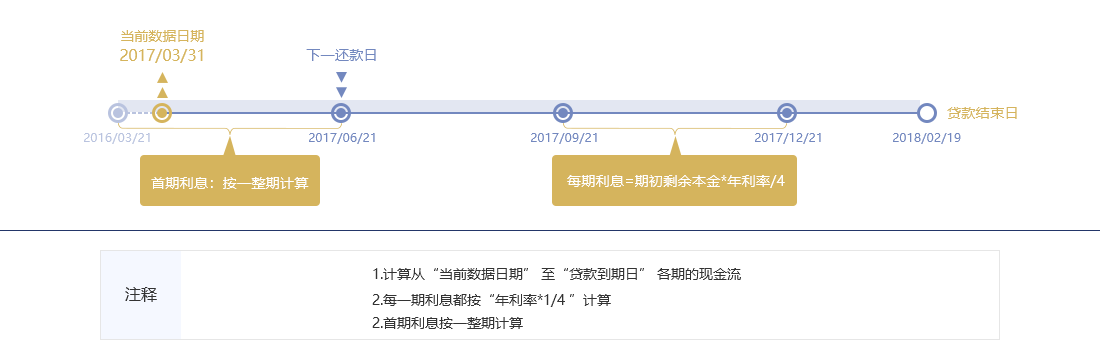 当前数据日期
2017/03/31
下一还款日
贷款结束日
2016/03/21
2017/06/21
2017/09/21
2017/12/21
2018/02/19
首期利息：按一整期计算
每期利息=期初剩余本金*年利率/4
注释
1.计算从“当前数据日期” 至“贷款到期日” 各期的现金流
2.每一期利息都按“年利率*1/4 ”计算
2.首期利息按一整期计算